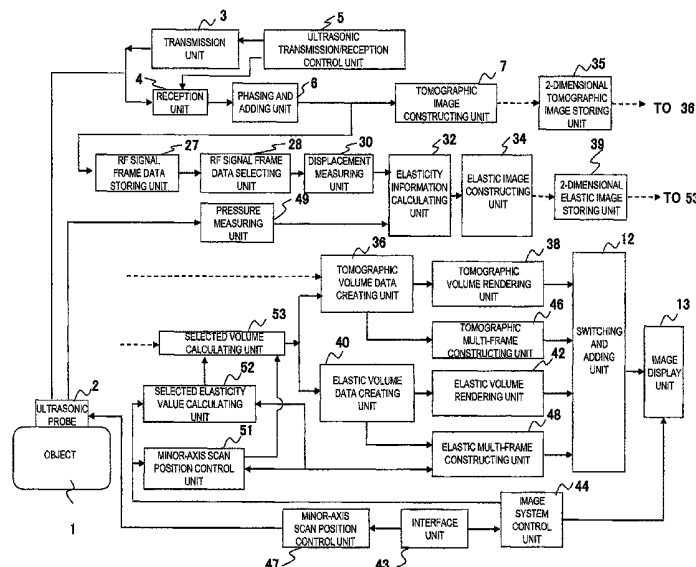 3
TRANSMISSION
UNIT
5
ULTRASONIC
TRANSMISSION/RECEPTION
CONTROL UNIT
4
RECEPTION
UNIT
6
PHASING AND
ADDING UNIT
7
TOMOGRAPHIC
IMAGE
CONSTRUCTING UNIT
35
2-DIMENSIONAL
TOMOGRAPHIC
IMAGE STORING
UNIT
TO 36
27
RF SIGNAL
FRAME DATA
STORING UNIT
28
RF SIGNAL FRAME
DATA SELECTING
UNIT
30
DISPLACEMENT
MEASURING
UNIT
32
ELASTICITY
INFORMATION
CALCULATING
UNIT
34
ELASTIC IMAGE
CONSTRUCTING
UNIT
39
2-DIMENSIONAL
ELASTIC IMAGE
STORING UNIT
TO 53
49
PRESSURE
MEASURING
UNIT
36
TOMOGRAPHIC
VOLUME DATA
CREATING UNIT
38
TOMOGRAPHIC
VOLUME RENDERING
UNIT
12
SWITCHING AND
ADDING UNIT
13
IMAGE DISPLAY
UNIT
46
TOMOGRAPHIC
MULTI-FRAME
CONSTRUCTING UNIT
53
SELECTED VOLUME
CALCULATING UNIT
40
ELASTIC VOLUME
DATA CREATING
UNIT
42
ELASTIC VOLUME
RENDERING UNIT
52
SELECTED ELASTICITY
VALUE CALCULATING
UNIT
48
ELASTIC MULTI-FRAME
CONSTRUCTING UNIT
51
MINOR-AXIS SCAN
POSITION CONTROL
UNIT
2
ULTRASONIC
PROBE
OBJECT
1
44
IMAGE
SYSTEM
CONTROL
UNIT
MINOR-AXIS
SCAN POSITION
CONTROL UNIT
47
INTERFACE
UNIT
43